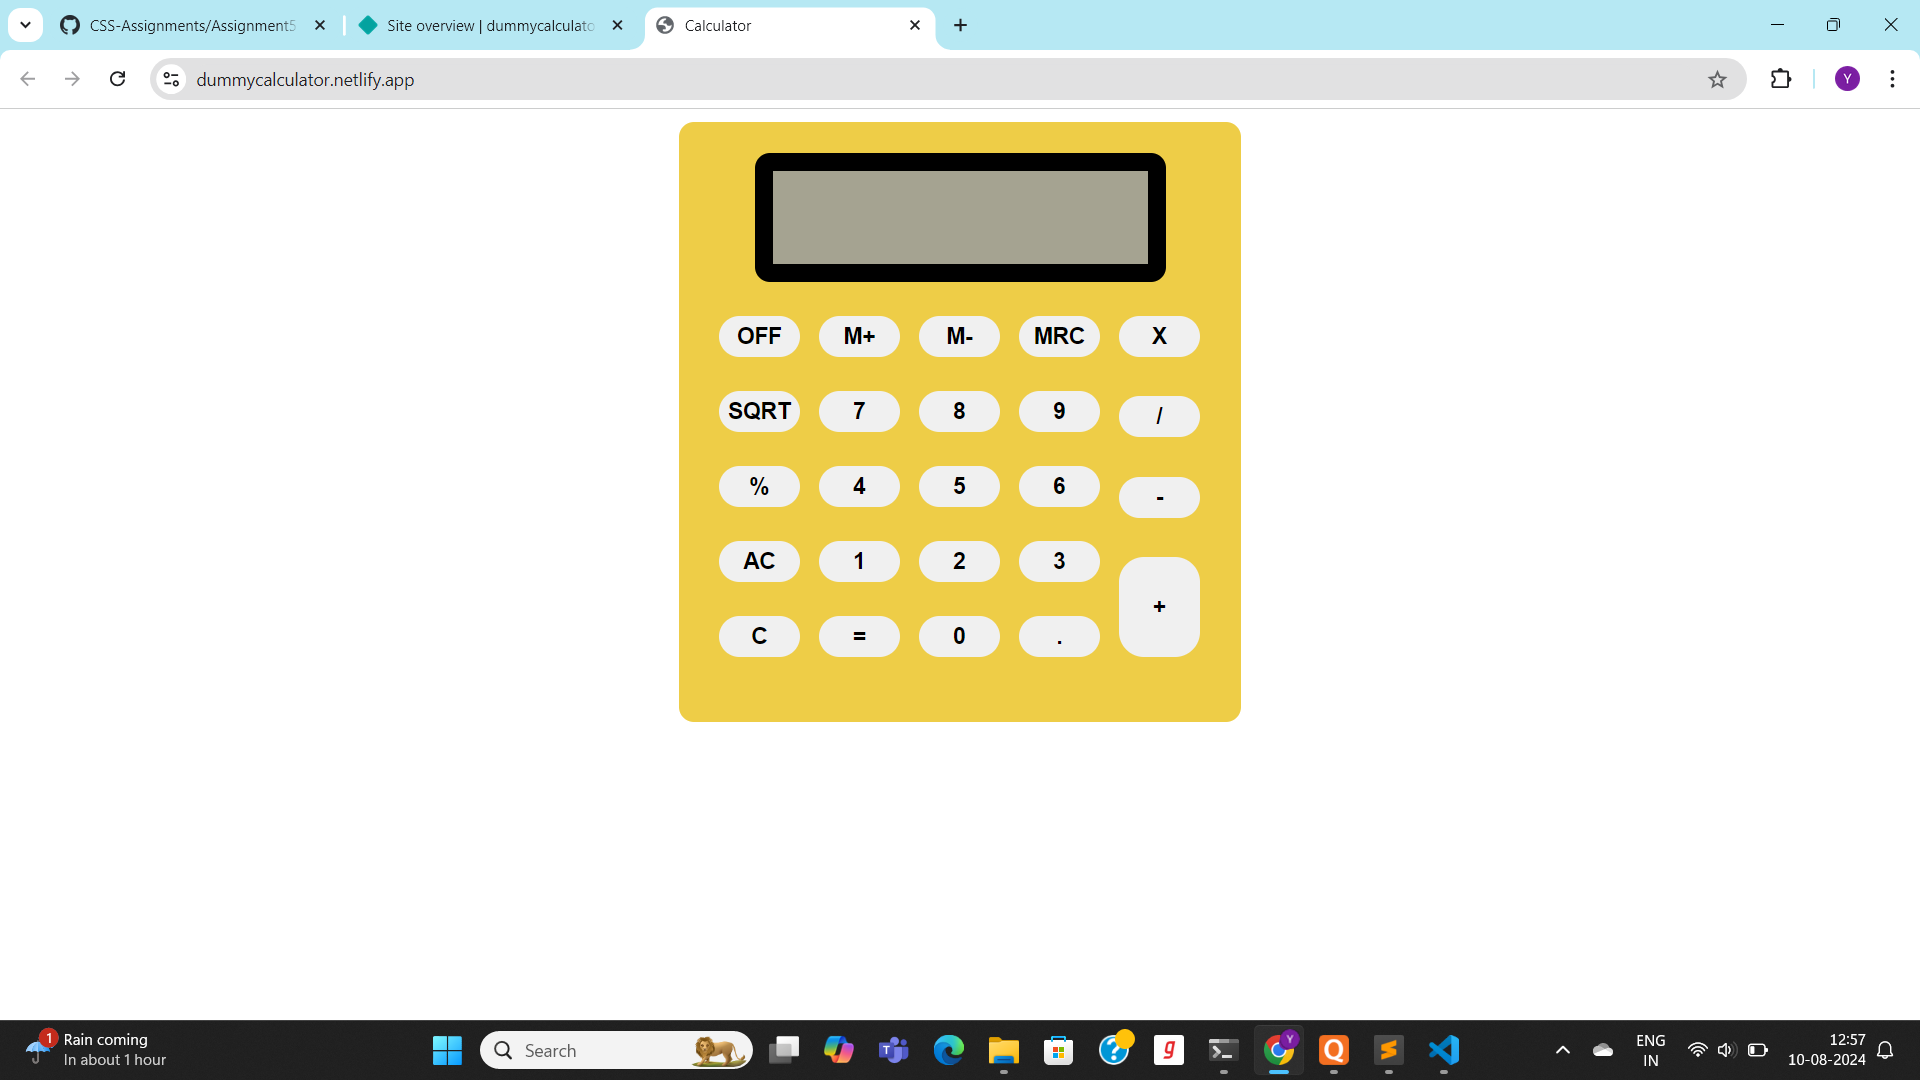 CSS-Assignments/Assignment5
Site overview | dummycalculato
Calculator
dummycalculator.netlify.app
Y
OFF M+ M- MRC X
SQRT 7 8 9 /
% 4 5 6 -
AC 1 2 3 +
C = 0 .
1
Rain coming
In about 1 hour
Search
ENG
IN
12:57
10-08-2024